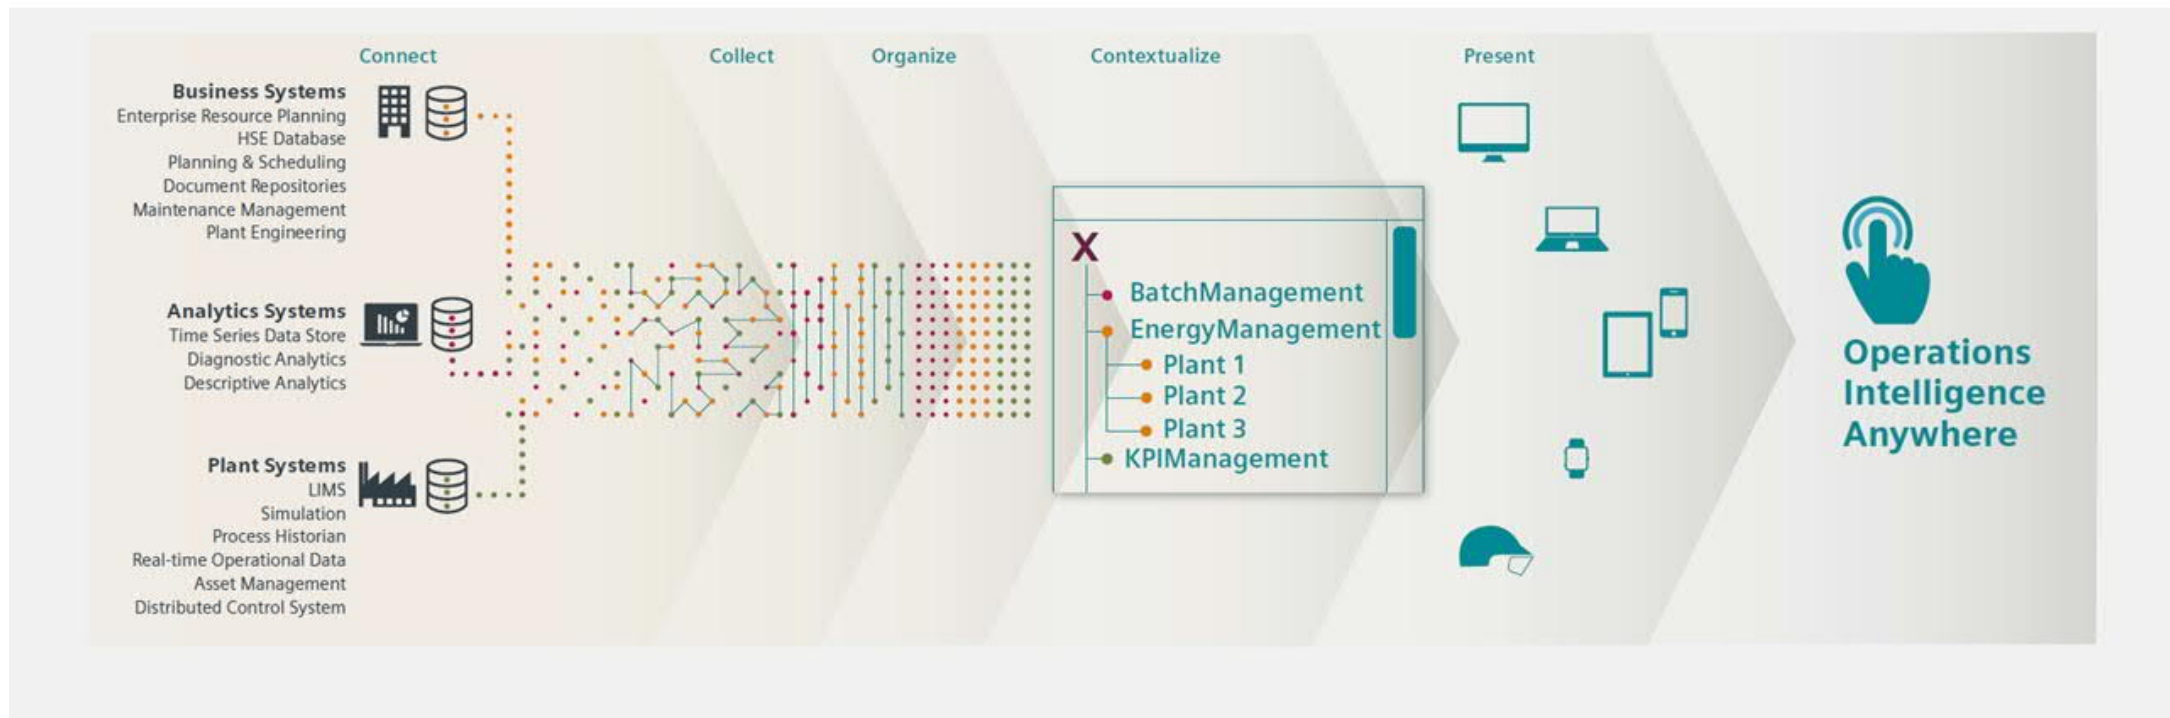 Connect
Collect
Organize
Contextualize
Present
Business Systems
Enterprise Resource Planning
HSE Database
Planning & Scheduling
Document Repositories
Maintenance Management
Plant Engineering
Analytics Systems
Time Series Data Store
Diagnostic Analytics
Descriptive Analytics
Plant Systems
LIMS
Simulation
Process Historian
Real-time Operational Data
Asset Management
Distributed Control System
X
BatchManagement
EnergyManagement
Plant 1
Plant 2
Plant 3
KPIManagement
Operations
Intelligence
Anywhere